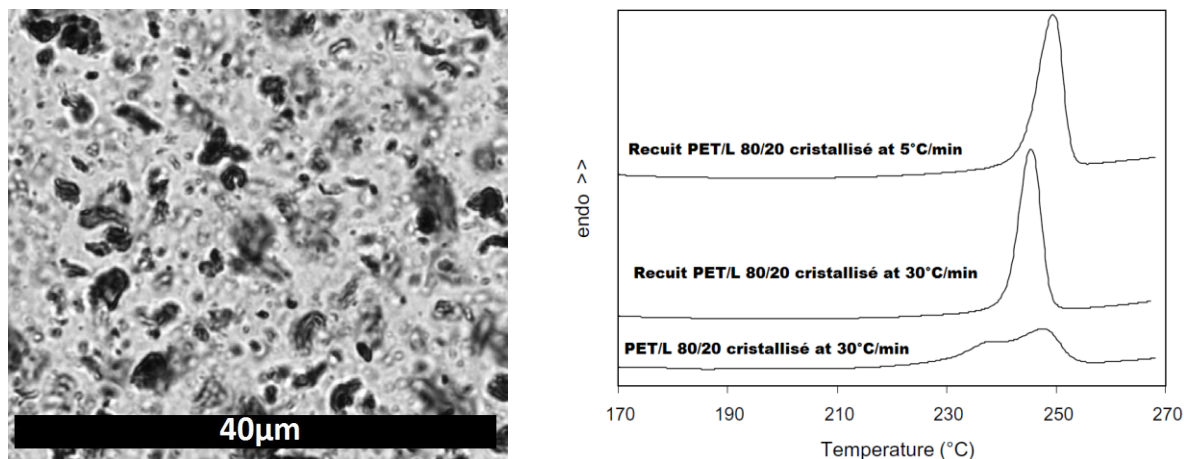 40µm
Recuit PET/L 80/20 cristallisé at 5°C/min
Recuit PET/L 80/20 cristallisé at 30°C/min
PET/L 80/20 cristallisé at 30°C/min
endo >>
170 190 210 230 250 270
Temperature (°C)